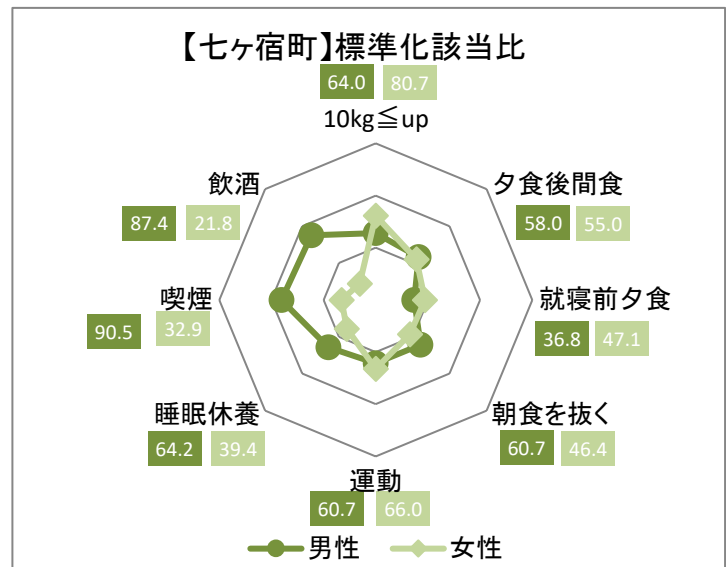 【七ヶ宿町】標準化該当比
64.0 80.7
10kg≦up
飲酒
87.4 21.8
夕食後間食
58.0 55.0
喫煙
90.5 32.9
就寝前夕食
36.8 47.1
睡眠休養
64.2 39.4
朝食を抜く
60.7 46.4
運動
60.7 66.0
男性 女性